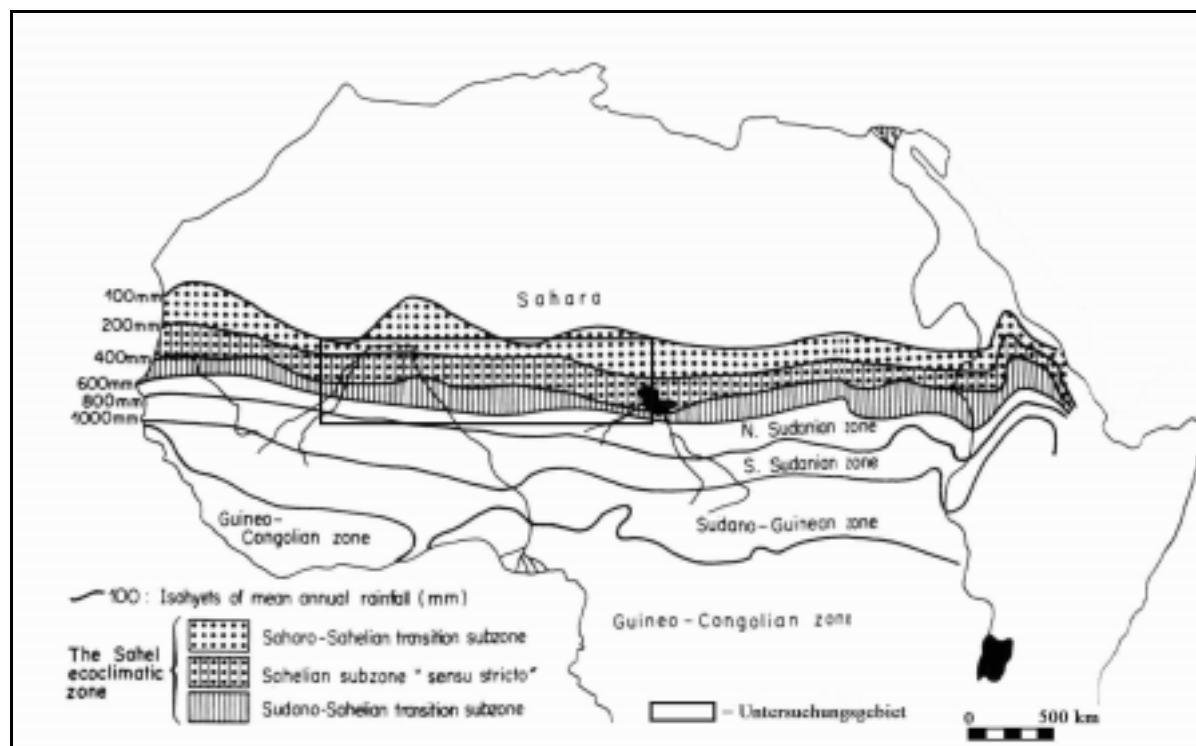 Sahara
100mm
200mm
400mm
600mm
800mm
1000mm
N. Sudanian zone
S. Sudanian zone
Guineo-
Congolian zone
Sudano-Guinean zone
Guineo-Congolian zone
100 : Isohyets of mean annual rainfall (mm)
The Sahel
ecoclimatic
zone
Saharo-Sahelian transition subzone
Sahelian subzone "sensu stricto"
Sudano-Sahelian transition subzone
= Untersuchungsgebiet
0 500 km